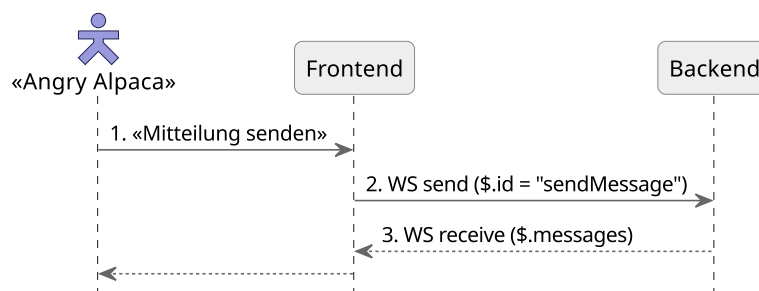 «Angry Alpaca»
Frontend
Backend
1. «Mitteilung senden»
2. WS send ($.id = "sendMessage")
3. WS receive ($.messages)